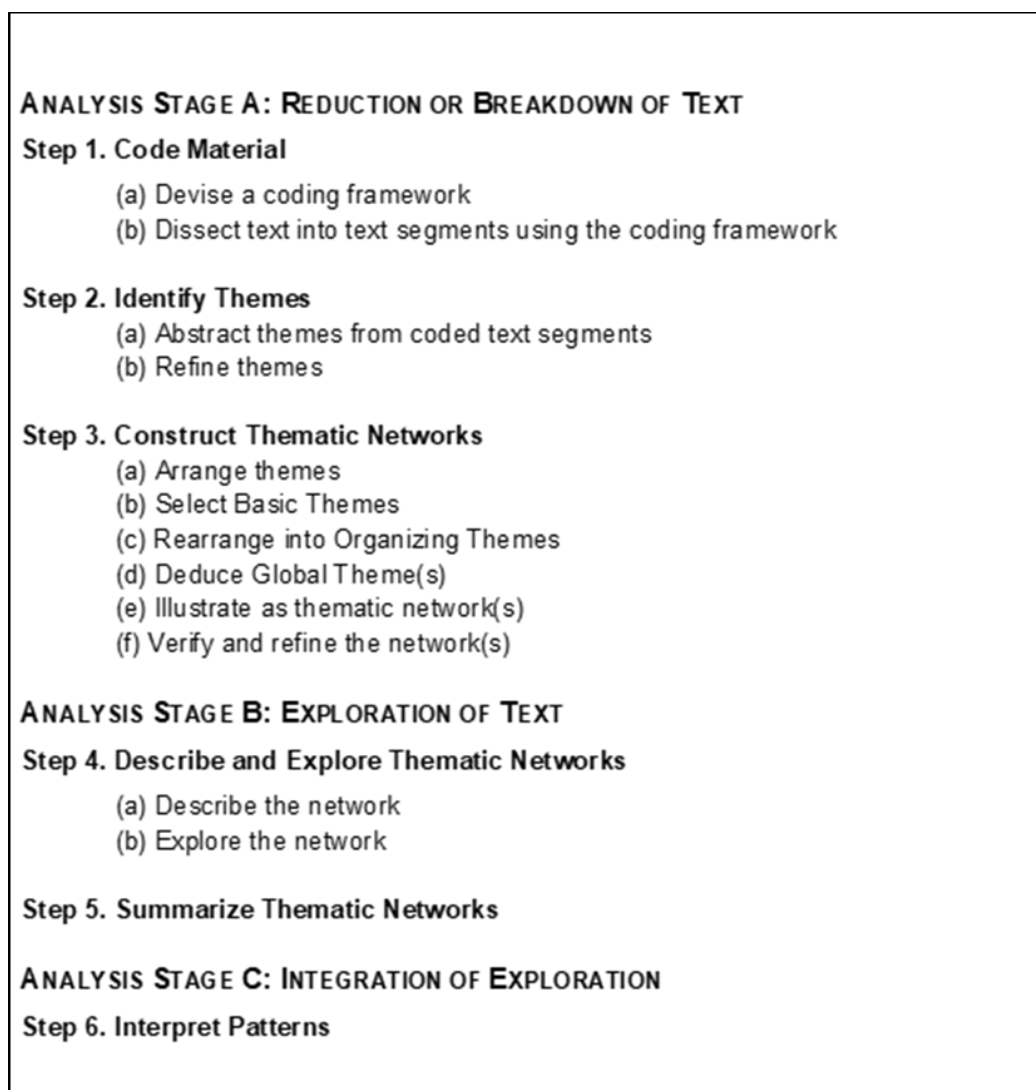 ANALYSIS STAGE A: REDUCTION OR BREAKDOWN OF TEXT
Step 1. Code Material
(a) Devise a coding framework
(b) Dissect text into text segments using the coding framework
Step 2. Identify Themes
(a) Abstract themes from coded text segments
(b) Refine themes
Step 3. Construct Thematic Networks
(a) Arrange themes
(b) Select Basic Themes
(c) Rearrange into Organizing Themes
(d) Deduce Global Theme(s)
(e) Illustrate as thematic network(s)
(f) Verify and refine the network(s)
ANALYSIS STAGE B: EXPLORATION OF TEXT
Step 4. Describe and Explore Thematic Networks
(a) Describe the network
(b) Explore the network
Step 5. Summarize Thematic Networks
ANALYSIS STAGE C: INTEGRATION OF EXPLORATION
Step 6. Interpret Patterns